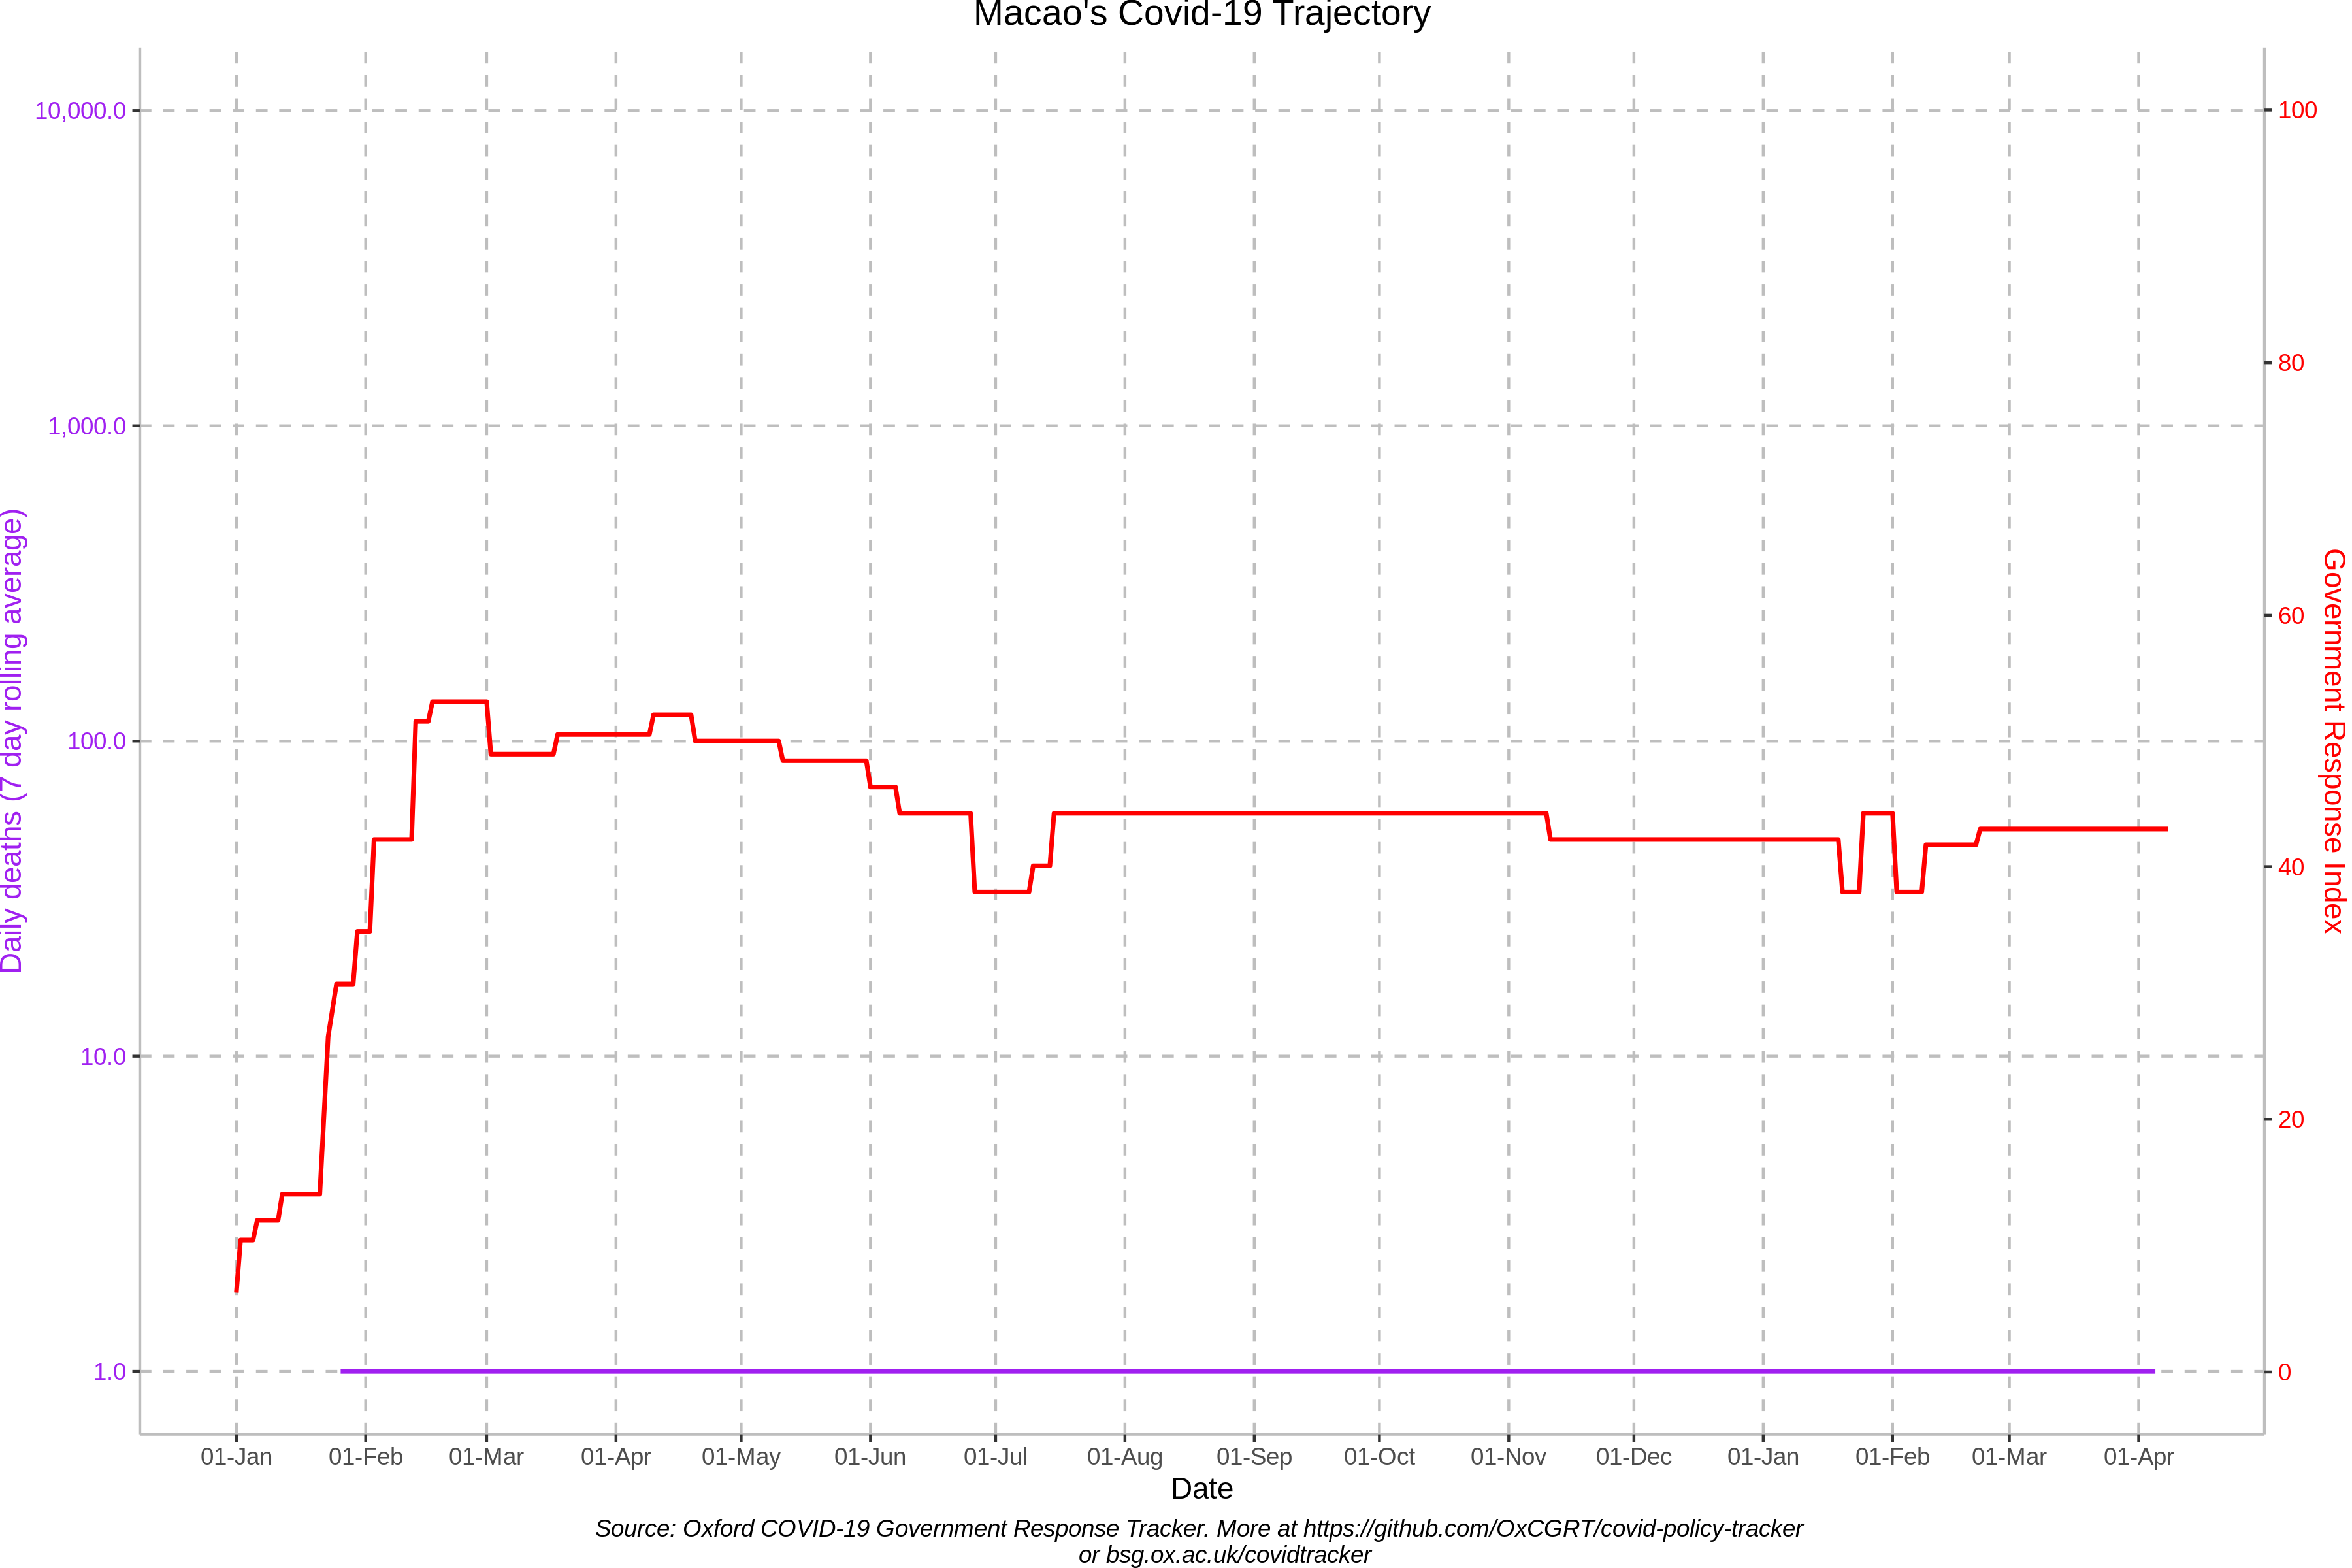 Macao's Covid-19 Trajectory
10,000.0
1,000.0
100.0
10.0
1.0
Daily deaths (7 day rolling average)
100
80
60
40
20
0
Government Response Index
01-Jan 01-Feb 01-Mar 01-Apr 01-May 01-Jun 01-Jul 01-Aug 01-Sep 01-Oct 01-Nov 01-Dec 01-Jan 01-Feb 01-Mar 01-Apr
Date
Source: Oxford COVID-19 Government Response Tracker. More at https://github.com/OxCGRT/covid-policy-tracker
or bsg.ox.ac.uk/covidtracker